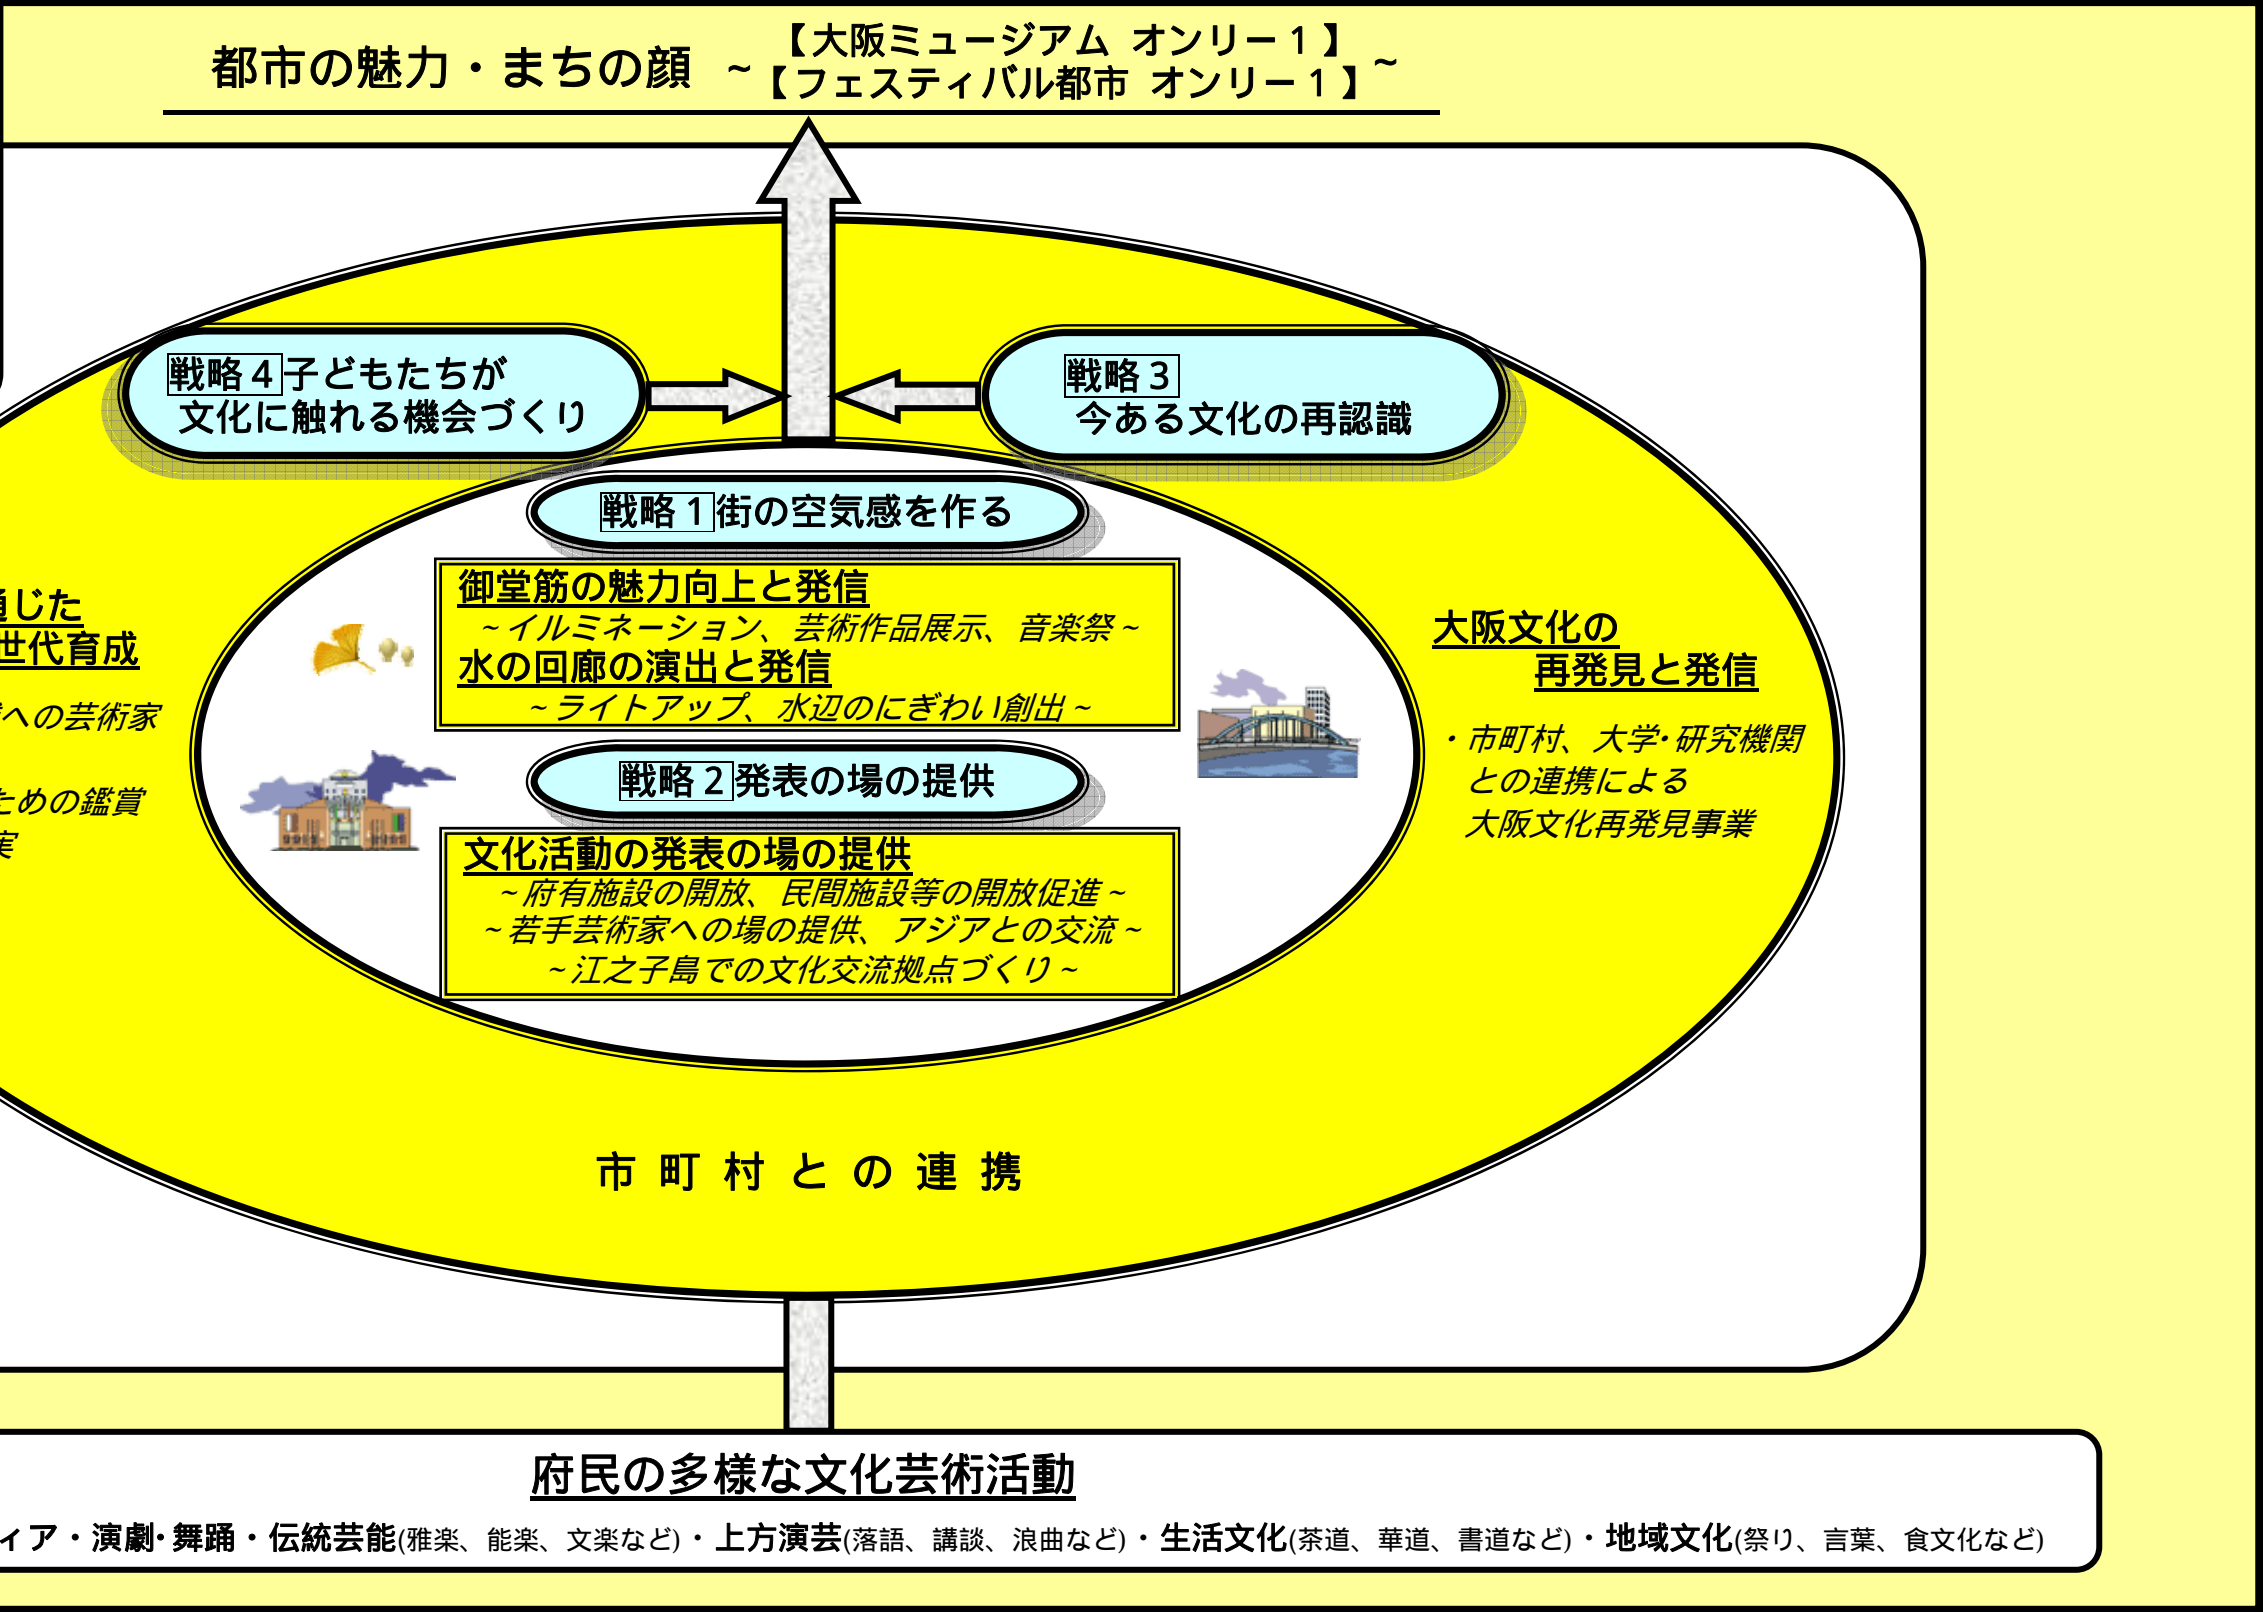 都市の魅力・まちの顔 ~【大阪ミュージアム オンリー1】~
【フェスティバル都市 オンリー1】
戦略4子どもたちが
文化に触れる機会づくり
戦略3
今ある文化の再認識
戦略1街の空気感を作る
御堂筋の魅力向上と発信
~イルミネーション、芸術作品展示、音楽祭~
水の回廊の演出と発信
~ライトアップ、水辺のにぎわい創出~
戦略2発表の場の提供
文化活動の発表の場の提供
~府有施設の開放、民間施設等の開放促進~
~若手芸術家への場の提供、アジアとの交流~
~江之子島での文化交流拠点づくり~
じた
世代育成
への芸術家
ための鑑賞
大阪文化の
再発見と発信
・市町村、大学・研究機関
との連携による
大阪文化再発見事業
市町村との連携
府民の多様な文化芸術活動
ィア・演劇・舞踊・伝統芸能(雅楽、能楽、文楽など)・上方演芸(落語、講談、浪曲など)・生活文化(茶道、華道、書道など)・地域文化(祭り、言葉、食文化など)